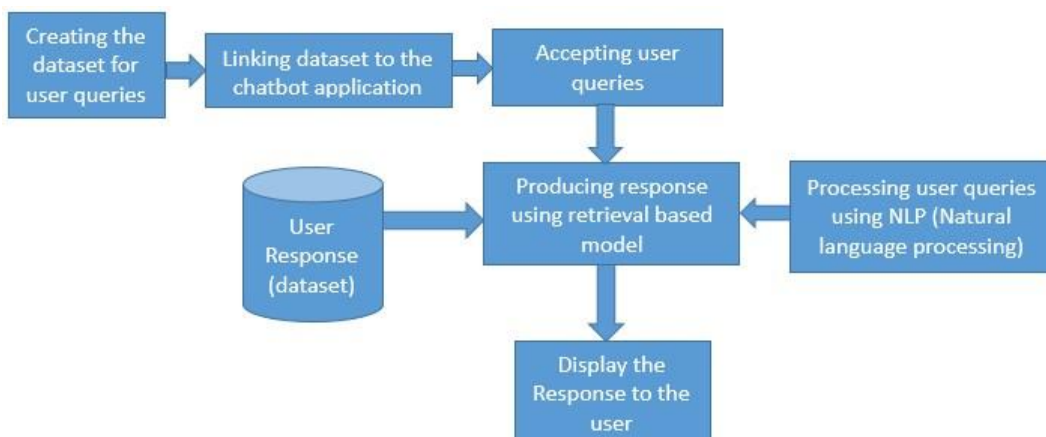 Creating the
dataset for
user queries
Linking dataset to the
chatbot application
Accepting user
queries
User
Response
(dataset)
Producing response
using retrieval based
model
Processing user queries
using NLP (Natural
language processing)
Display the
Response to the
user